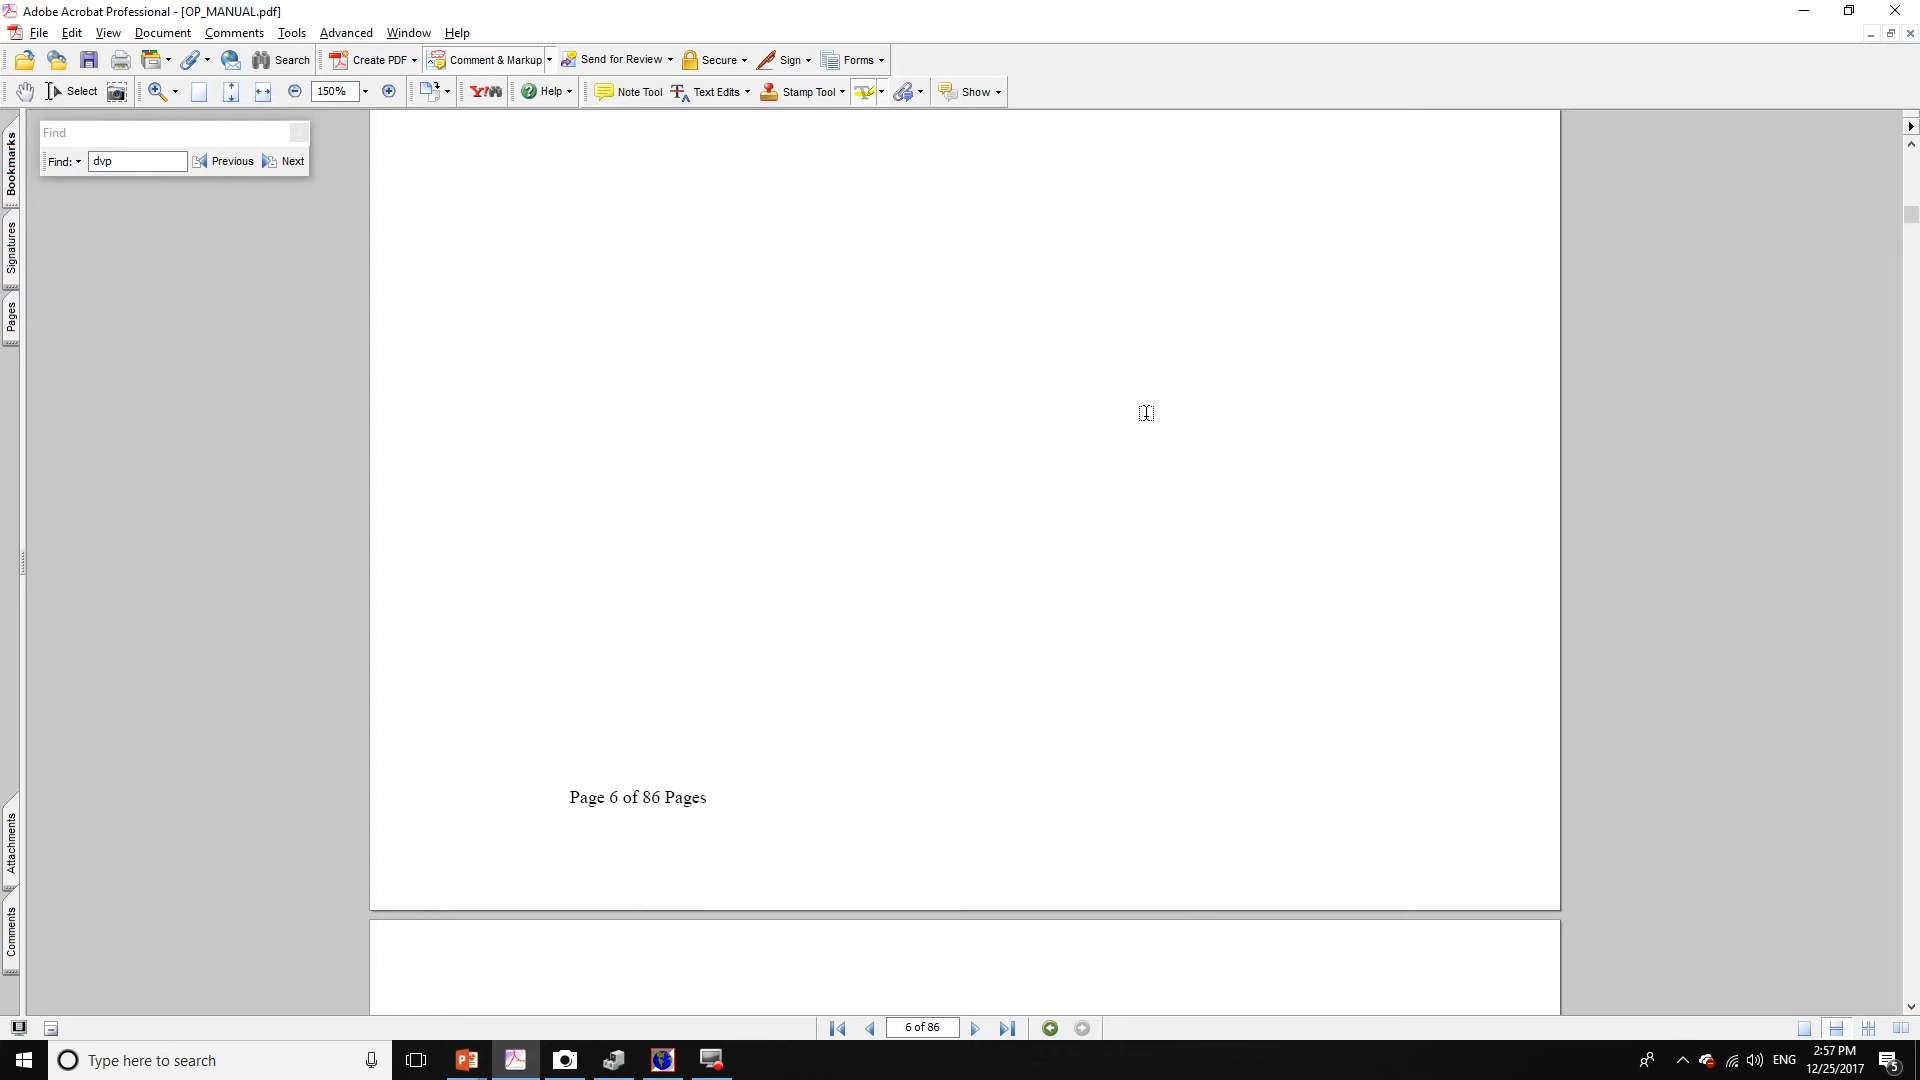 Adobe Acrobat Professional - [OP_MANUAL.pdf]
File Edit View Document Comments Tools Advanced Window Help
Search Create PDF Comment & Markup Send for Review Secure Sign Forms
Select 150% Y! Help Note Tool Text Edits Stamp Tool Show
Find
Find: dvp Previous Next
Bookmarks
Signatures
Pages
Attachments
Comments
Page 6 of 86 Pages
6 of 86
Type here to search
ENG
2:57 PM
12/25/2017
5